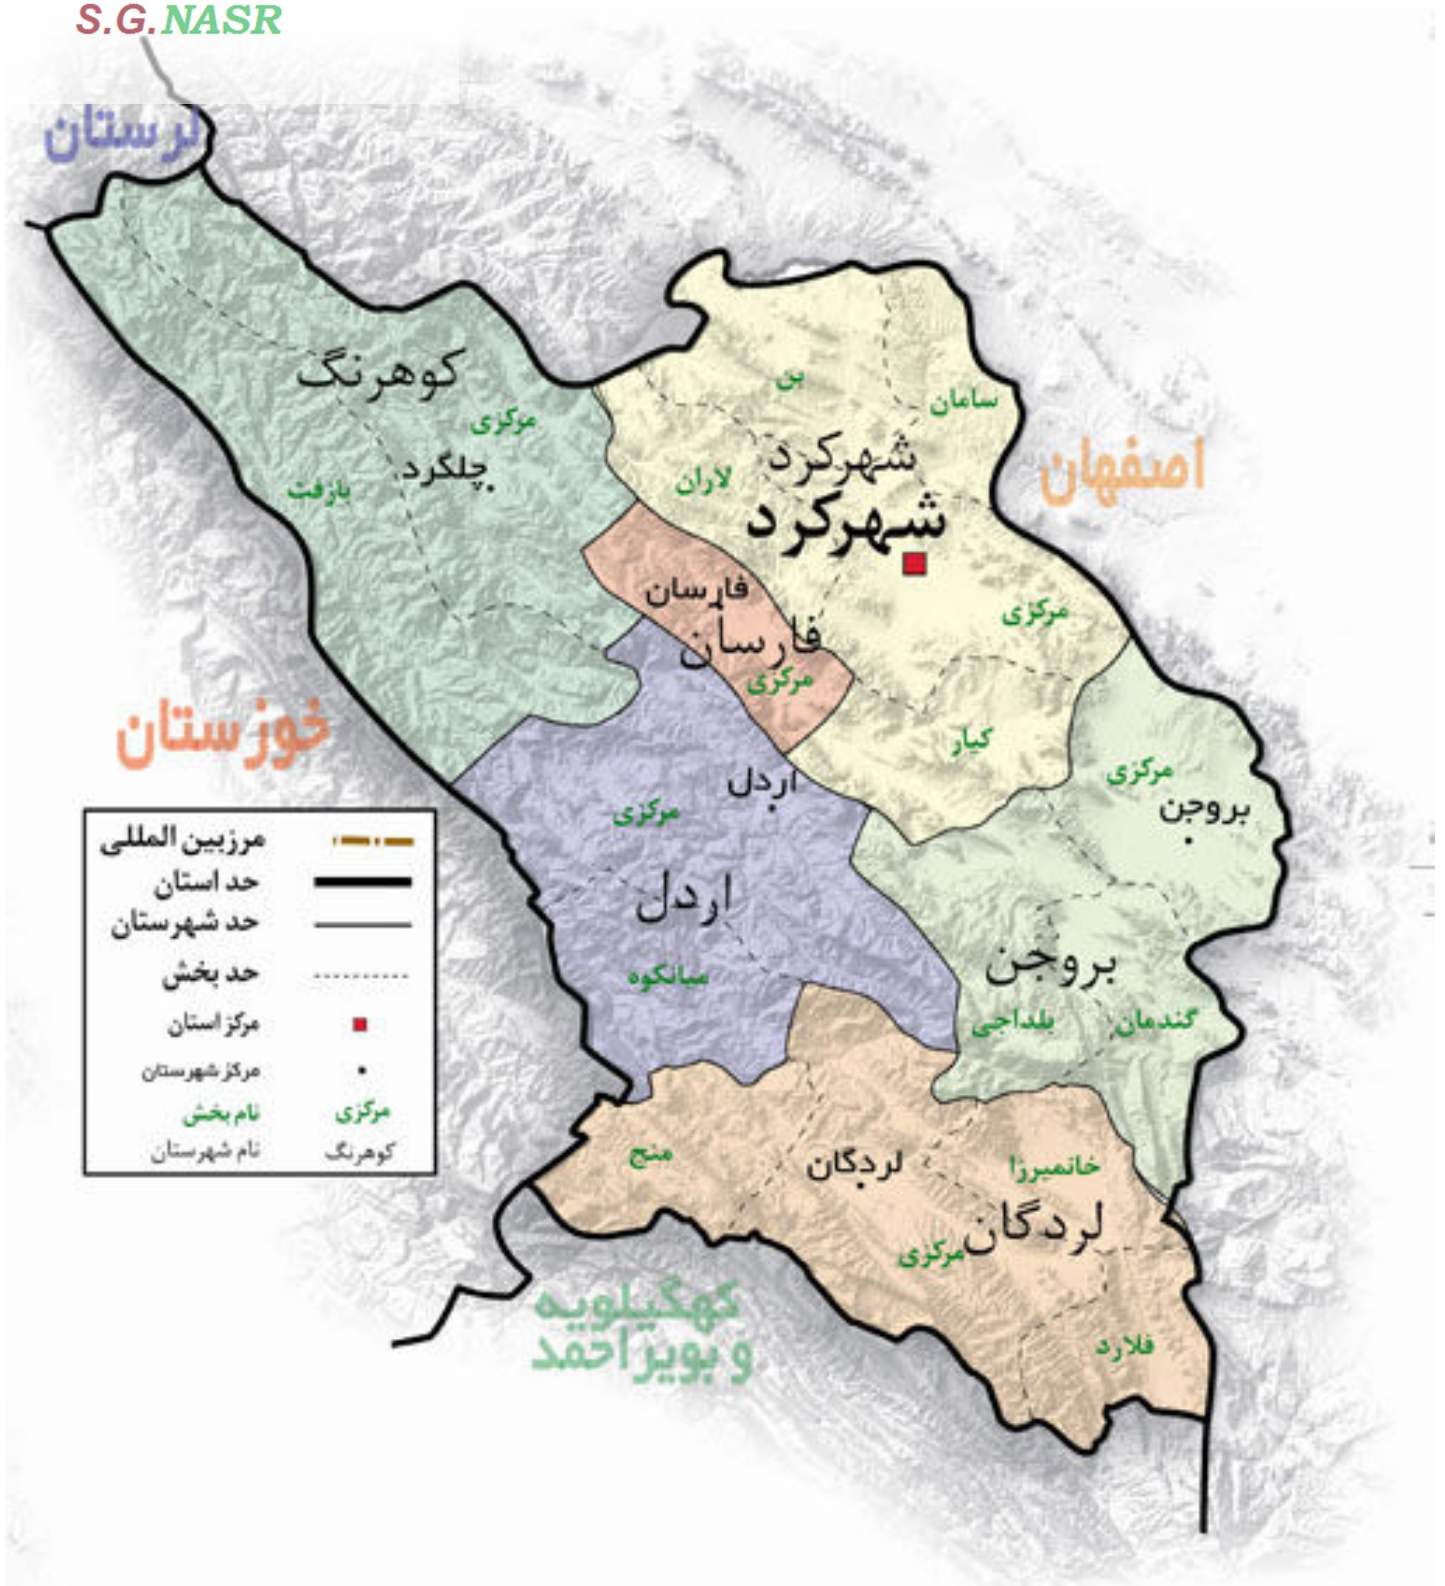 S.G.NASR
لرستان
کوهرنگ
مرکزی
چلگرد
بازفت
بن
سامان
شهرکرد
لاران
شهرکرد
اصفهان
مرکزی
کیار
فارسان
فارسان
مرکزی
خوزستان
اردل
مرکزی
اردل
میانکوه
مرکزی
بروجن
بروجن
بلداجی
گندمان
منج
لردگان
خانمیرزا
لردگان
مرکزی
فلارد
کهگیلویه
و بویراحمد
مرزبین المللی
حد استان
حد شهرستان
حد بخش
مرکز استان
مرکز شهرستان
نام بخش مرکزی
نام شهرستان کوهرنگ